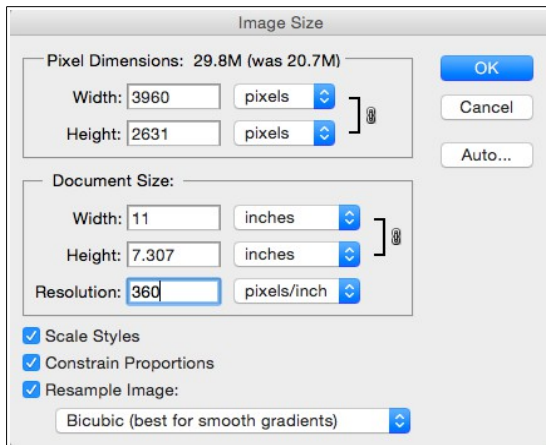 Image Size
Pixel Dimensions: 29.8M (was 20.7M)
Width: 3960 pixels
Height: 2631 pixels
Document Size:
Width: 11 inches
Height: 7.307 inches
Resolution: 360 pixels/inch
Scale Styles
Constrain Proportions
Resample Image:
Bicubic (best for smooth gradients)
OK
Cancel
Auto...